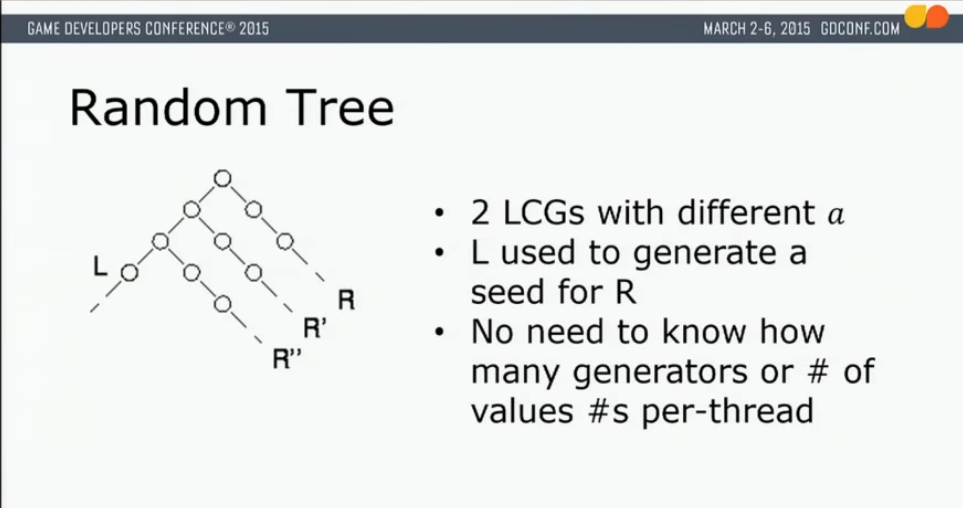 GAME DEVELOPERS CONFERENCE® 2015
MARCH 2-6, 2015 GDCONF.COM
Random Tree
L
R
R'
R''
• 2 LCGs with different a
• L used to generate a
seed for R
• No need to know how
many generators or # of
values #s per-thread